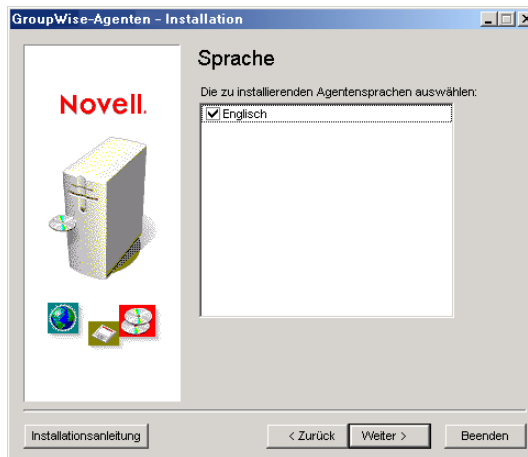 GroupWise-Agenten - Installation
Sprache
Novell.
Die zu installierenden Agentensprachen auswählen:
Englisch
Installationsanleitung
< Zurück
Weiter >
Beenden